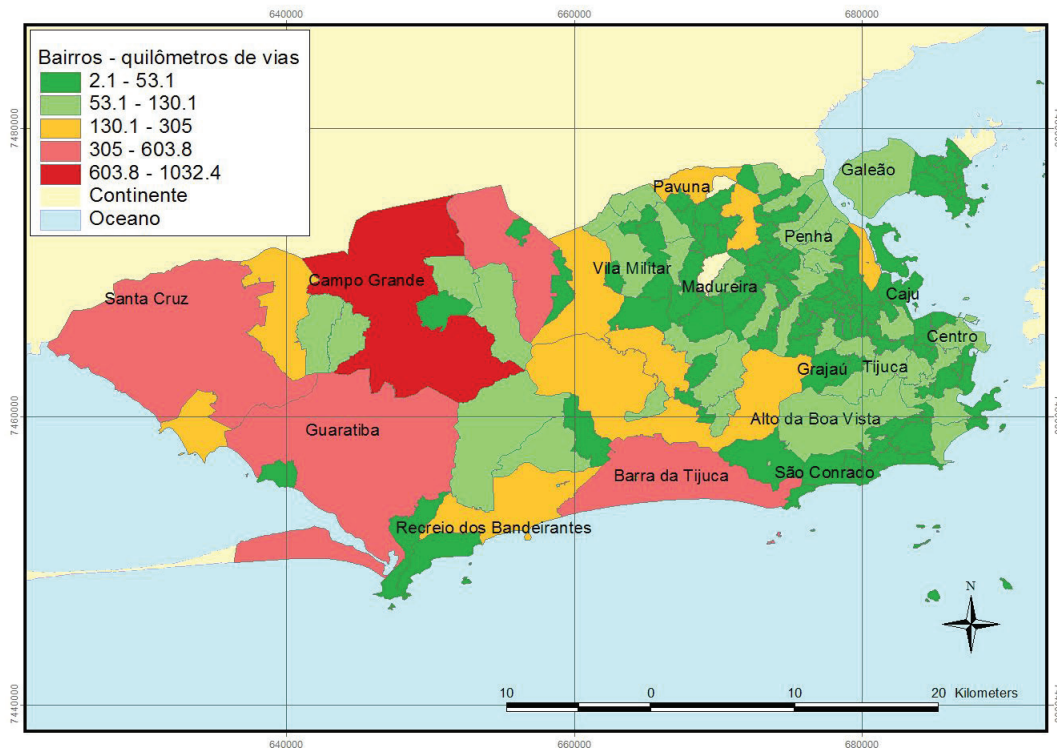 640000
660000
680000
Bairros - quilômetros de vias
2.1 - 53.1
53.1 - 130.1
130.1 - 305
305 - 603.8
603.8 - 1032.4
Continente
Oceano
7480000
7480000
Galeão
Pavuna
Penha
Vila Militar
Madureira
Campo Grande
Santa Cruz
Caju
Centro
Grajaú
Tijuca
7460000
7460000
Alto da Boa Vista
Guaratiba
Barra da Tijuca
São Conrado
Recreio dos Bandeirantes
N
10
0
10
20 Kilometers
7440000
7440000
640000
660000
680000